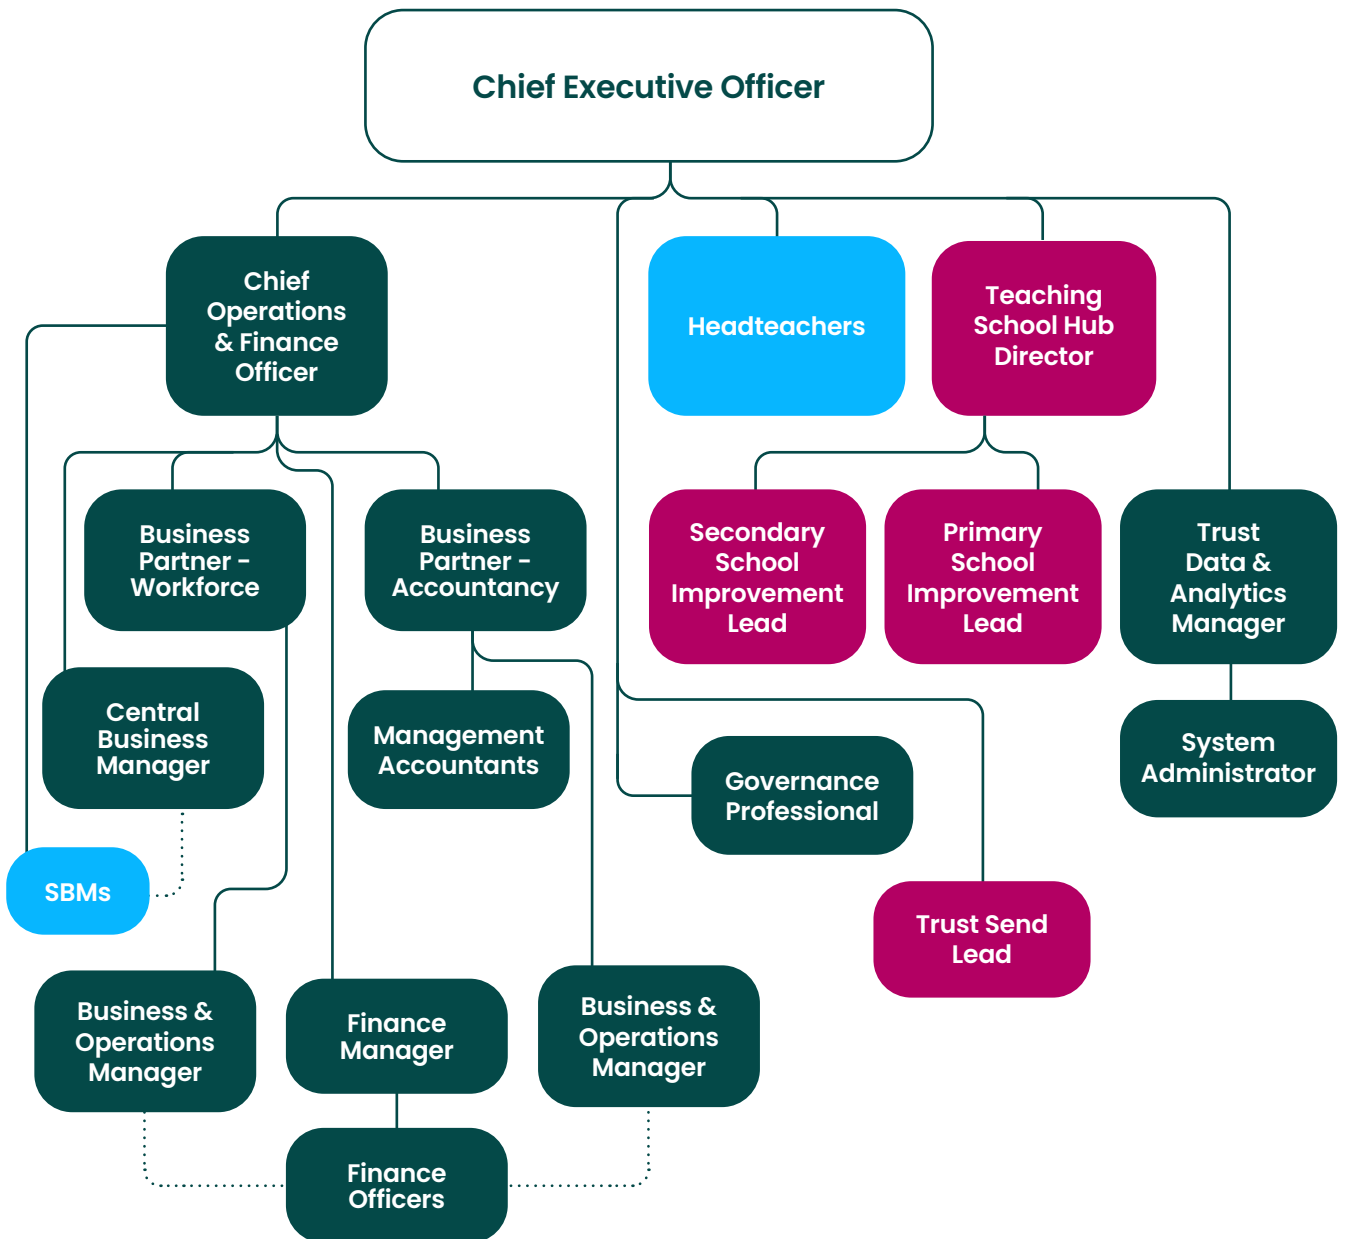 Chief Executive Officer
Chief
Operations
& Finance
Officer
Headteachers
Teaching
School Hub
Director
Business
Partner -
Workforce
Business
Partner -
Accountancy
Secondary
School
Improvement
Lead
Primary
School
Improvement
Lead
Trust
Data &
Analytics
Manager
Central
Business
Manager
Management
Accountants
Governance
Professional
System
Administrator
SBMs
Trust Send
Lead
Business &
Operations
Manager
Finance
Manager
Business &
Operations
Manager
Finance
Officers